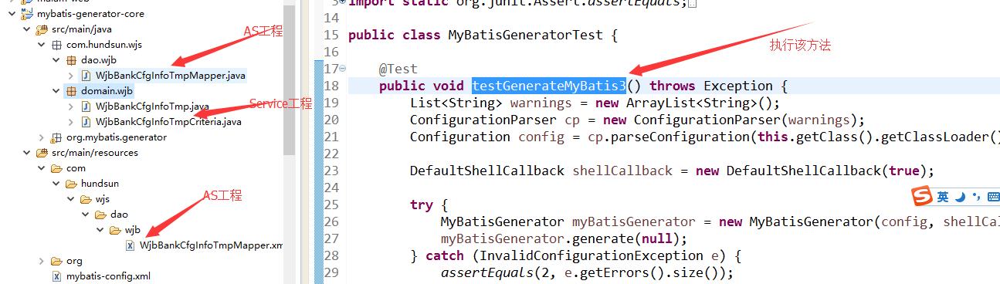 mybatis-generator-core
src/main/java
com.hundsun.wjs
dao.wjb
WjbBankCfgInfoTmpMapper.java
domain.wjb
WjbBankCfgInfoTmp.java
WjbBankCfgInfoTmpCriteria.java
org.mybatis.generator
src/main/resources
com
hundsun
wjs
dao
wjb
WjbBankCfgInfoTmpMapper.xm
org
mybatis-config.xml
AS工程
Service工程
AS工程
import static org.junit.Assert.assertEquals;
14
15 public class MyBatisGeneratorTest {
16
17 @Test
18 public void testGenerateMyBatis3() throws Exception {
19 List<String> warnings = new ArrayList<String>();
20 ConfigurationParser cp = new ConfigurationParser(warnings);
21 Configuration config = cp.parseConfiguration(this.getClass().getClassLoader()
22
23 DefaultShellCallback shellCallback = new DefaultShellCallback(true);
24
25 try {
26 MyBatisGenerator myBatisGenerator = new MyBatisGenerator(config, shellCal
27 myBatisGenerator.generate(null);
28 } catch (InvalidConfigurationException e) {
29 assertEquals(2, e.getErrors().size());
执行该方法
S 英